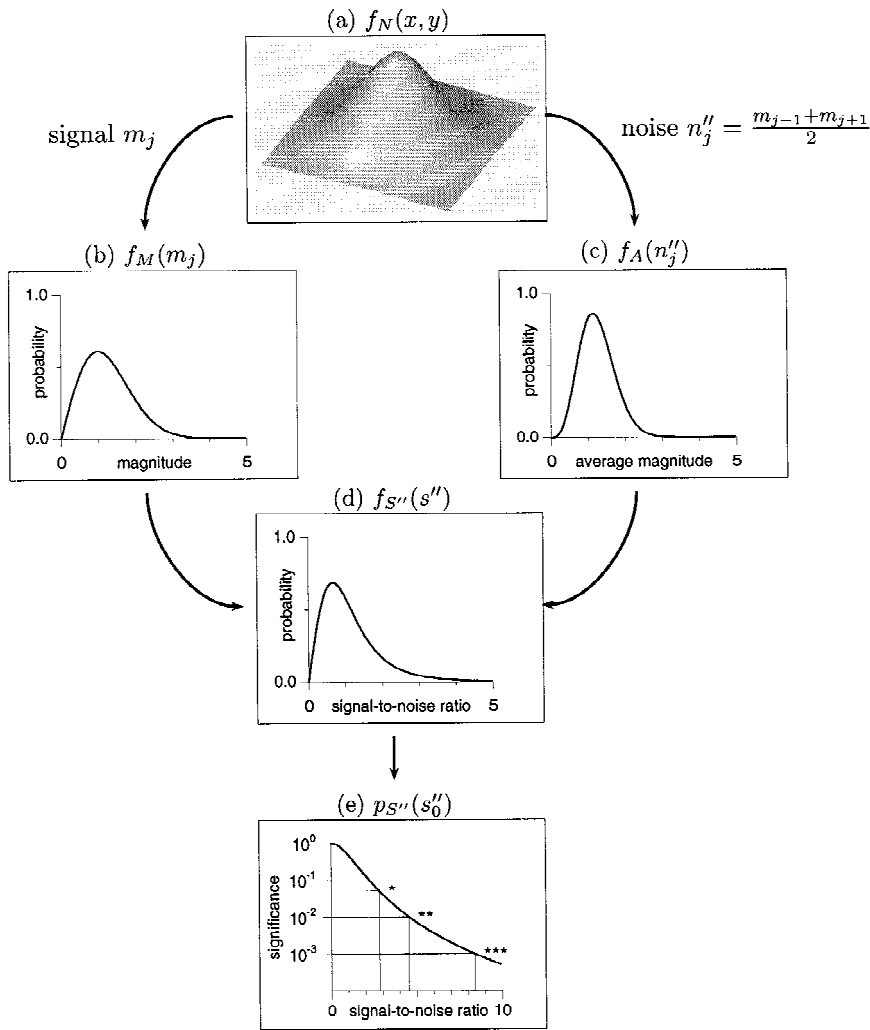 (a) f_N(x, y)
signal m_j
noise n″_j = (m_{j−1}+m_{j+1})/2
(b) f_M(m_j)
1.0
probability
0.0
0
magnitude
5
(c) f_A(n″_j)
1.0
probability
0.0
0
average magnitude
5
(d) f_{S″}(s″)
1.0
probability
0.0
0
signal-to-noise ratio
5
(e) p_{S″}(s″_0)
10^0
10^-1
10^-2
10^-3
significance
*
**
***
0
signal-to-noise ratio
10